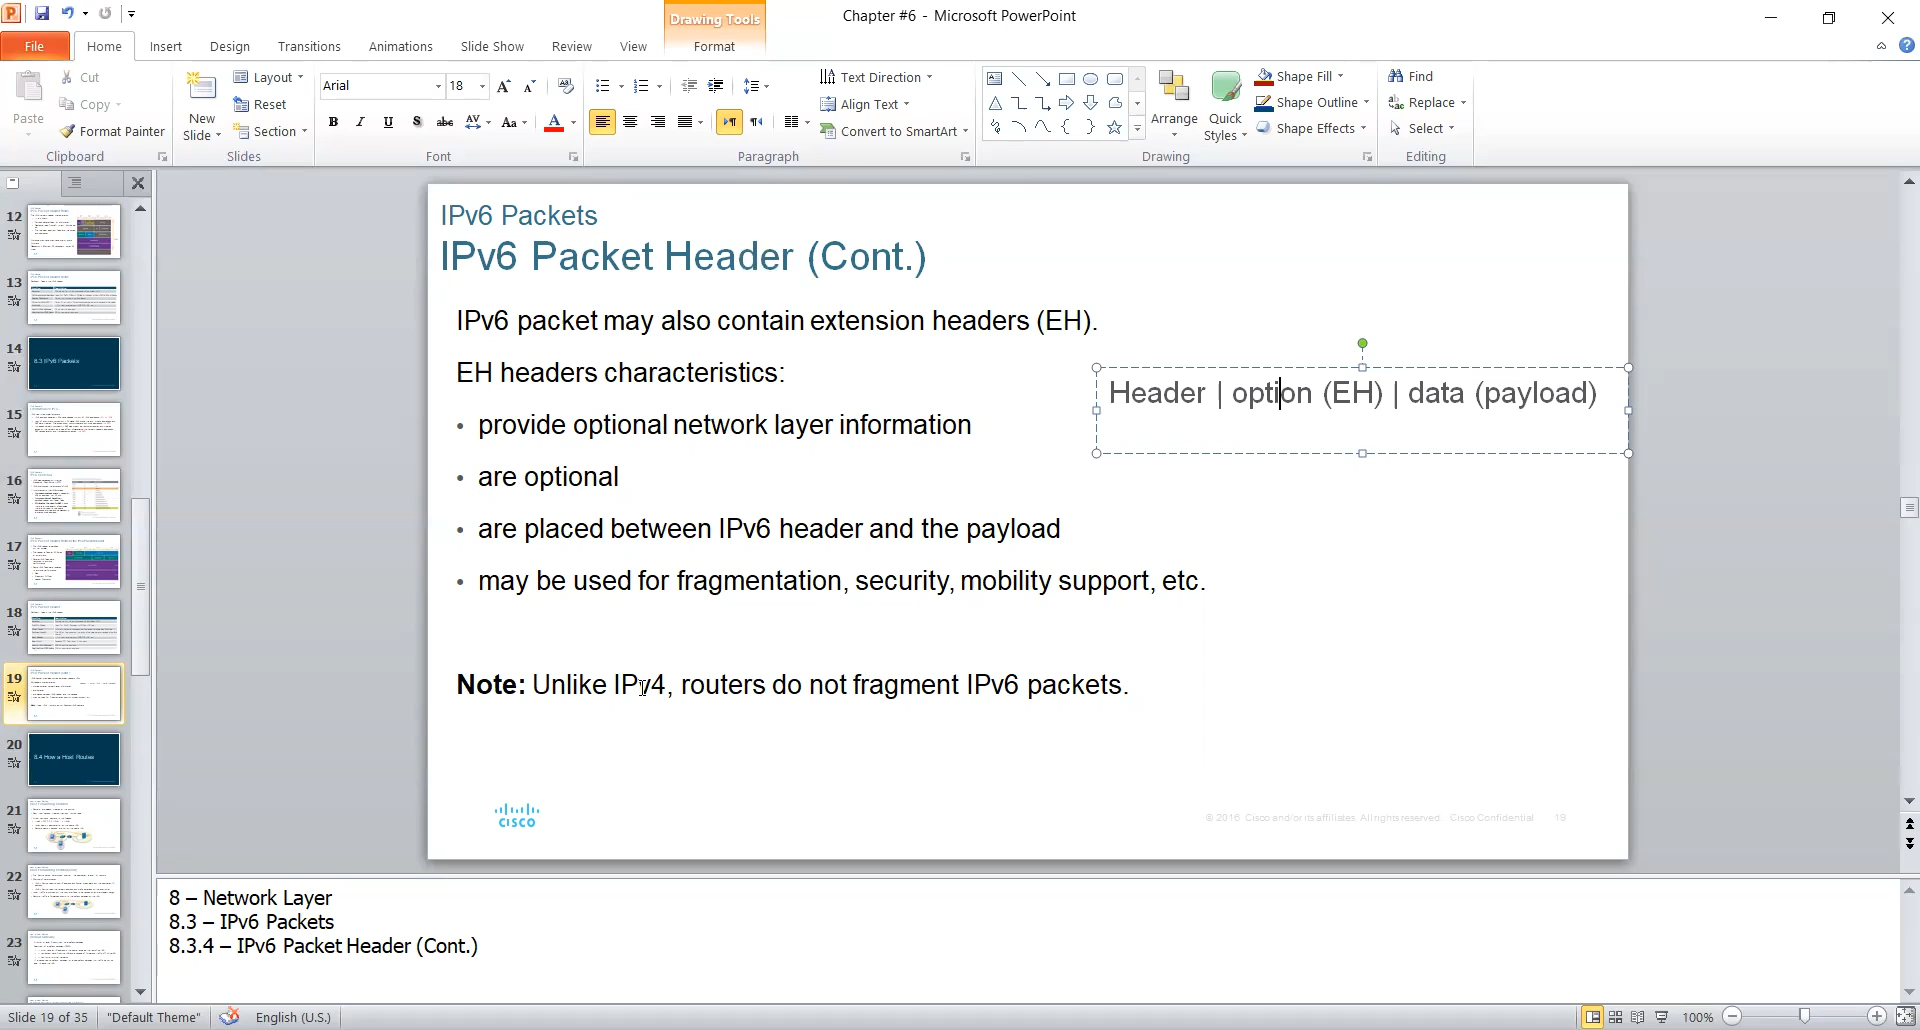 Chapter #6 - Microsoft PowerPoint
Drawing Tools
File Home Insert Design Transitions Animations Slide Show Review View Format
Paste
Cut
Copy
Format Painter
Clipboard
New
Slide
Layout
Reset
Section
Slides
Arial 18
B I U S abc AV Aa A
Font
Text Direction
Align Text
Convert to SmartArt
Paragraph
Arrange
Quick
Styles
Shape Fill
Shape Outline
Shape Effects
Drawing
Find
Replace
Select
Editing
12
13
14
8.3 IPv6 Packets
15
16
17
18
19
20
8.4 How a Host Routes
21
22
23
IPv6 Packets
IPv6 Packet Header (Cont.)
IPv6 packet may also contain extension headers (EH).
EH headers characteristics:
Header | option (EH) | data (payload)
• provide optional network layer information
• are optional
• are placed between IPv6 header and the payload
• may be used for fragmentation, security, mobility support, etc.
Note: Unlike IPv4, routers do not fragment IPv6 packets.
CISCO
© 2016 Cisco and/or its affiliates. All rights reserved. Cisco Confidential 19
8 – Network Layer
8.3 – IPv6 Packets
8.3.4 – IPv6 Packet Header (Cont.)
Slide 19 of 35 "Default Theme" English (U.S.) 100%